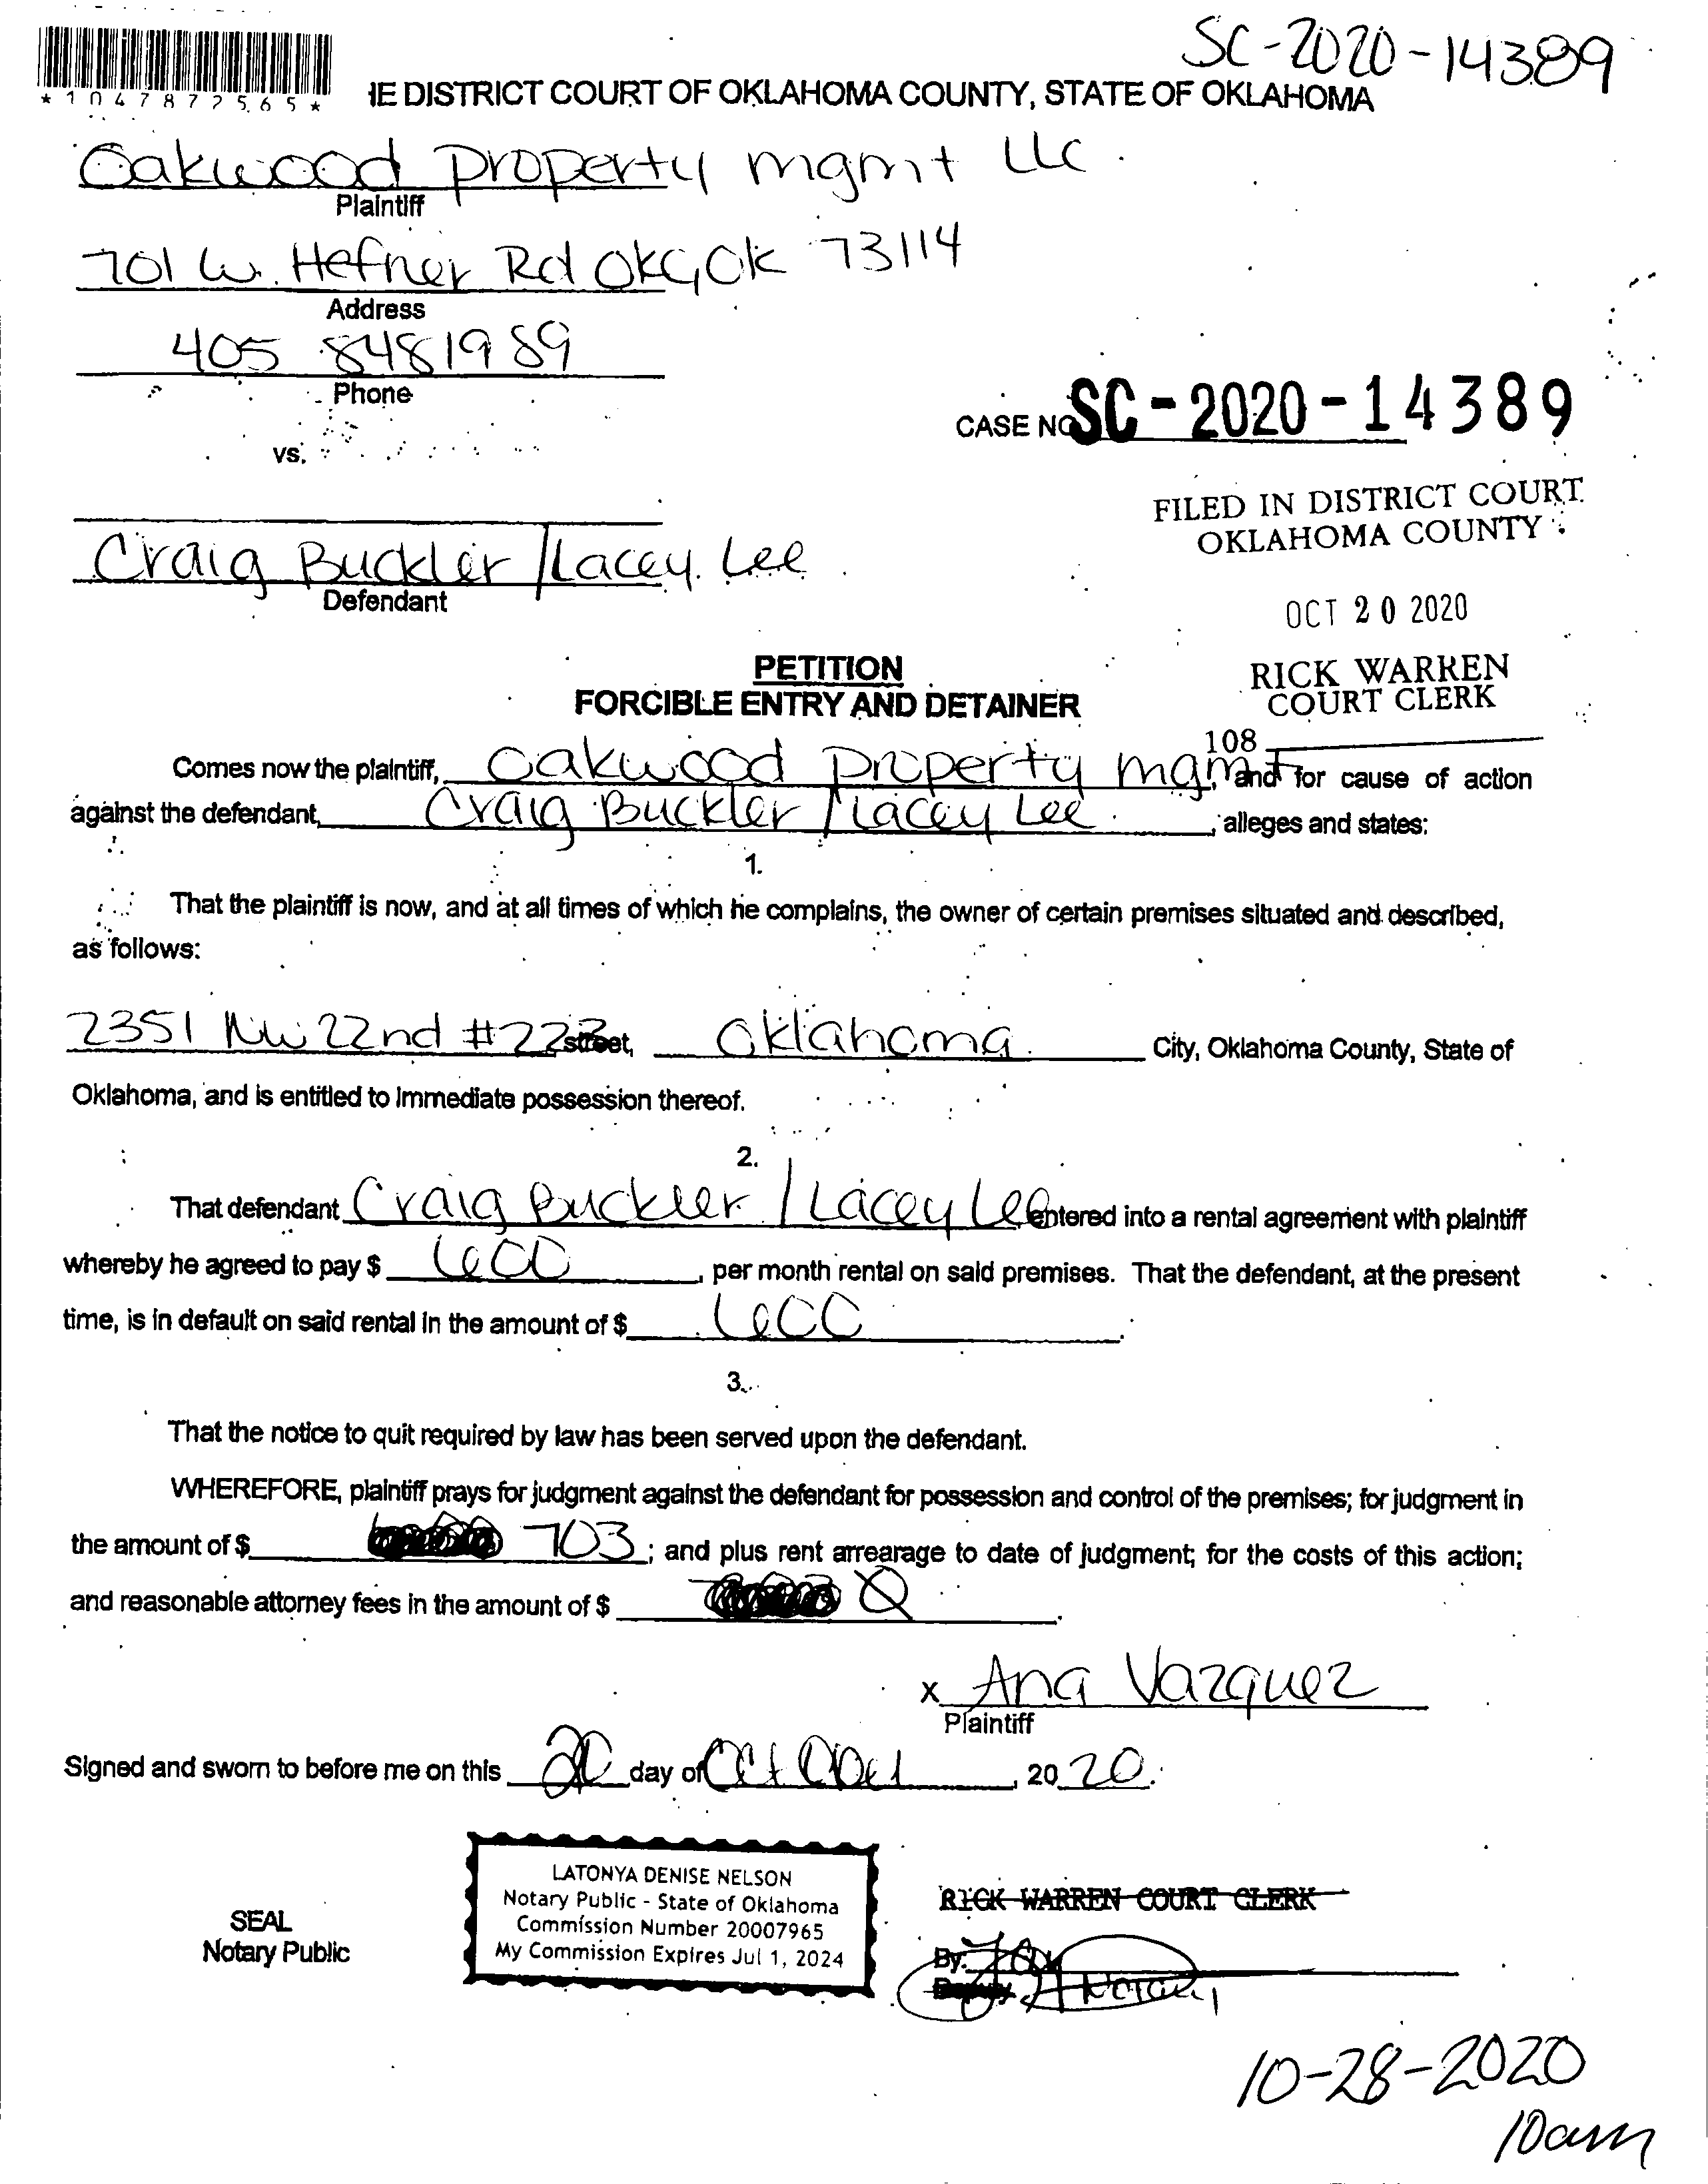 SC-2020-14389
*1047872565*
IE DISTRICT COURT OF OKLAHOMA COUNTY, STATE OF OKLAHOMA
Oakwood Property mgmt LLC
Plaintiff
701 W. Hefner Rd OKC, OK 73114
Address
405 8481989
Phone
CASE NO SC-2020-14389
vs.
FILED IN DISTRICT COURT
OKLAHOMA COUNTY
Craig Buckler / Lacey Lee
Defendant
OCT 20 2020
PETITION
FORCIBLE ENTRY AND DETAINER
RICK WARREN
COURT CLERK
108
Comes now the plaintiff, Oakwood Property mgmt, and for cause of action
against the defendant, Craig Buckler / Lacey Lee, alleges and states:
1.
That the plaintiff is now, and at all times of which he complains, the owner of certain premises situated and described,
as follows:
2351 NW 22nd #223 street, Oklahoma City, Oklahoma County, State of
Oklahoma, and is entitled to immediate possession thereof.
2.
That defendant Craig Buckler / Lacey Lee entered into a rental agreement with plaintiff
whereby he agreed to pay $ 600, per month rental on said premises. That the defendant, at the present
time, is in default on said rental in the amount of $ 600.
3.
That the notice to quit required by law has been served upon the defendant.
WHEREFORE, plaintiff prays for judgment against the defendant for possession and control of the premises; for judgment in
the amount of $ 703; and plus rent arrearage to date of judgment; for the costs of this action;
and reasonable attorney fees in the amount of $ 0.
x Ana Vazquez
Plaintiff
Signed and sworn to before me on this 20 day of October, 20 20.
LATONYA DENISE NELSON
Notary Public - State of Oklahoma
Commission Number 20007965
My Commission Expires Jul 1, 2024
SEAL
Notary Public
RICK WARREN COURT CLERK
By:
Deputy
Notary
10-28-2020
10am